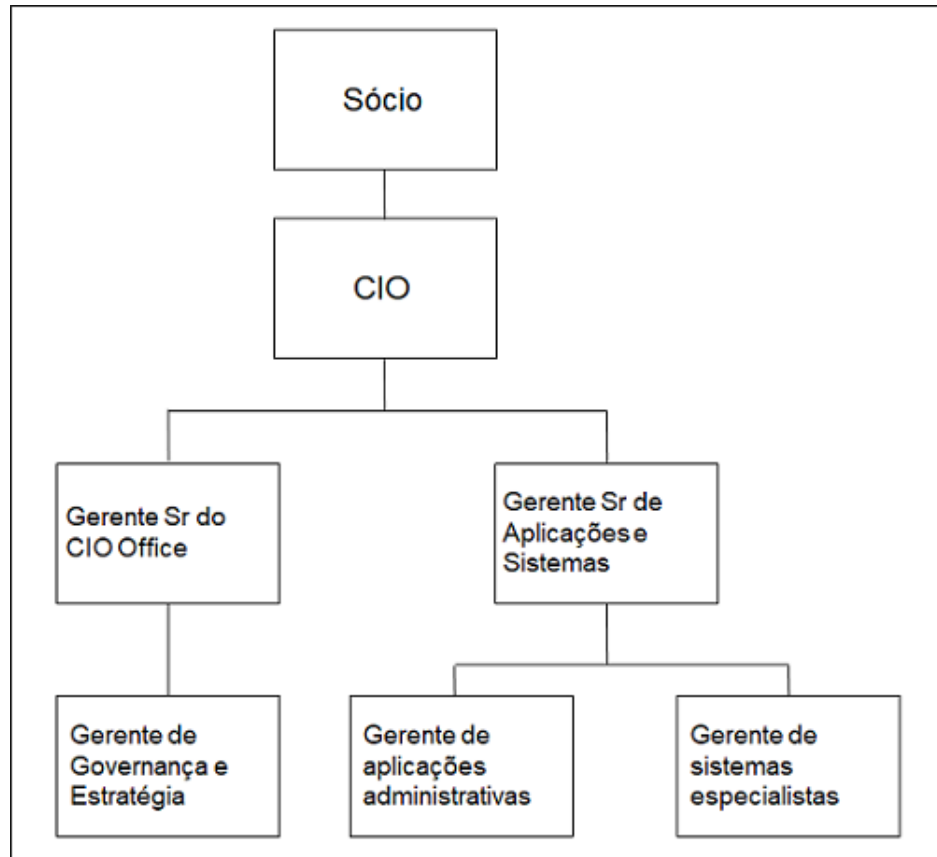 Sócio
CIO
Gerente Sr do
CIO Office
Gerente Sr de
Aplicações e
Sistemas
Gerente de
Governança e
Estratégia
Gerente de
aplicações
administrativas
Gerente de
sistemas
especialistas